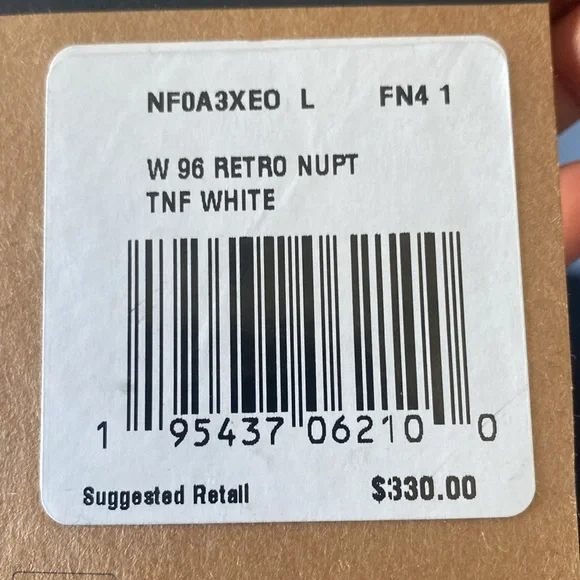 NF0A3XEO L FN4 1
W 96 RETRO NUPT
TNF WHITE
1 95437 06210 0
Suggested Retail $330.00